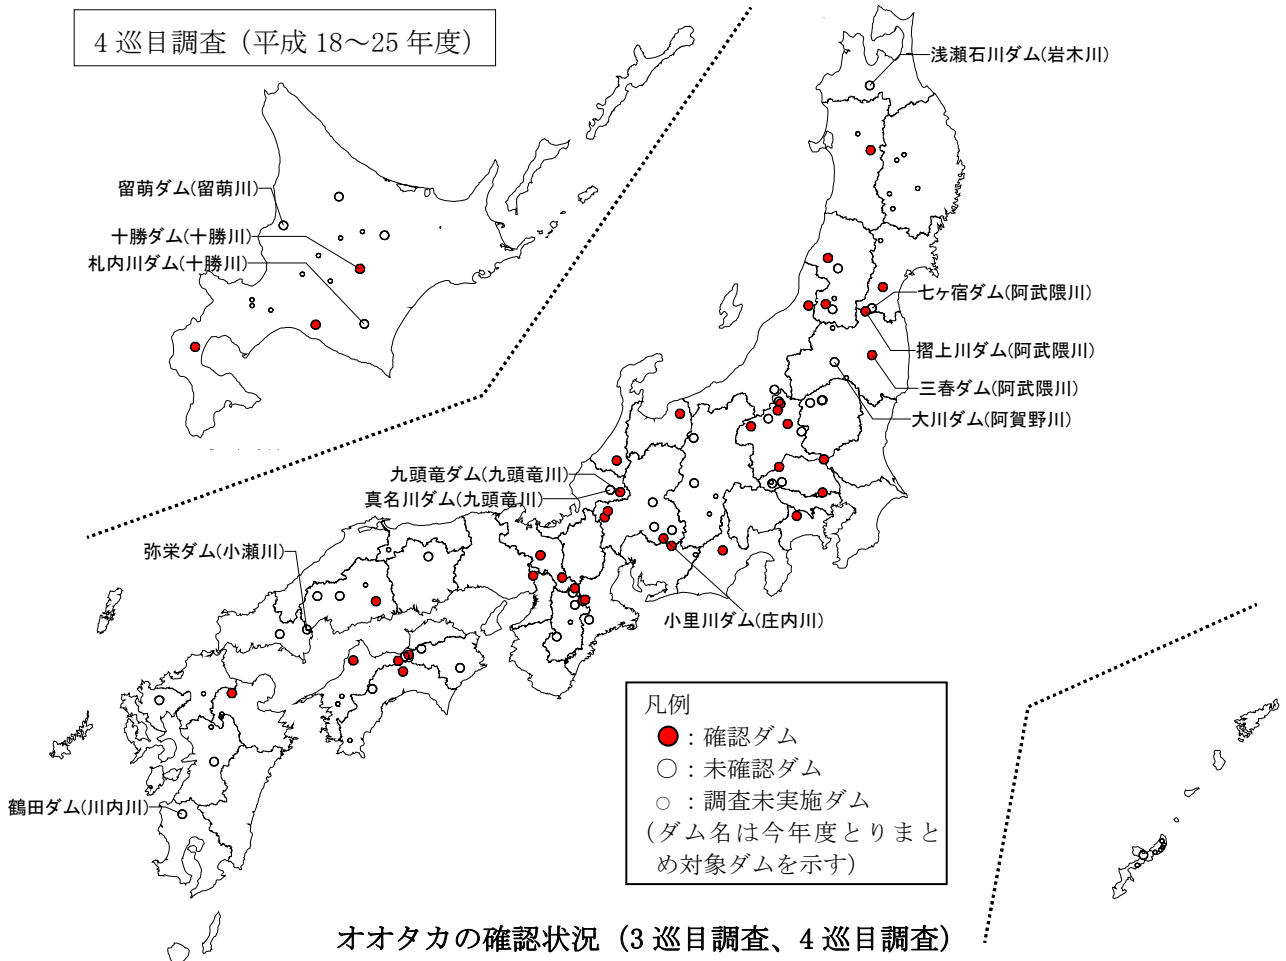 4巡目調査（平成18～25年度）
浅瀬石川ダム(岩木川)
留萌ダム(留萌川)
十勝ダム(十勝川)
札内川ダム(十勝川)
七ヶ宿ダム(阿武隈川)
摺上川ダム(阿武隈川)
三春ダム(阿武隈川)
大川ダム(阿賀野川)
九頭竜ダム(九頭竜川)
真名川ダム(九頭竜川)
弥栄ダム(小瀬川)
小里川ダム(庄内川)
鶴田ダム(川内川)
凡例
：確認ダム
：未確認ダム
：調査未実施ダム
(ダム名は今年度とりまと
め対象ダムを示す)
オオタカの確認状況（3巡目調査、4巡目調査）